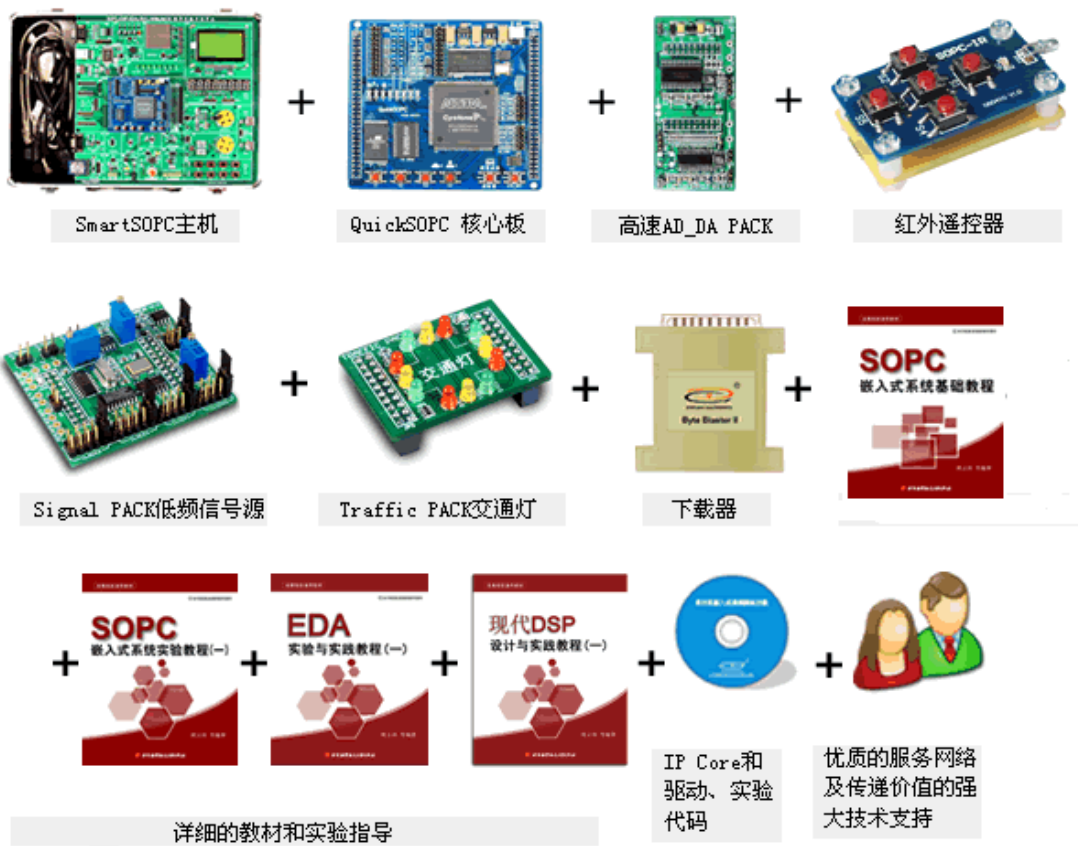 SmartSOPC主机
QuickSOPC 核心板
高速AD_DA PACK
红外遥控器
SOPC-IR
ALTERA
Cyclone
交通灯
Byte Blaster II
SOPC
嵌入式系统基础教程
Signal PACK低频信号源
Traffic PACK交通灯
下载器
SOPC
嵌入式系统实验教程(一)
EDA
实验与实践教程(一)
现代DSP
设计与实践教程(一)
IP Core和
驱动、实验
代码
优质的服务网络
及传递价值的强
大技术支持
详细的教材和实验指导